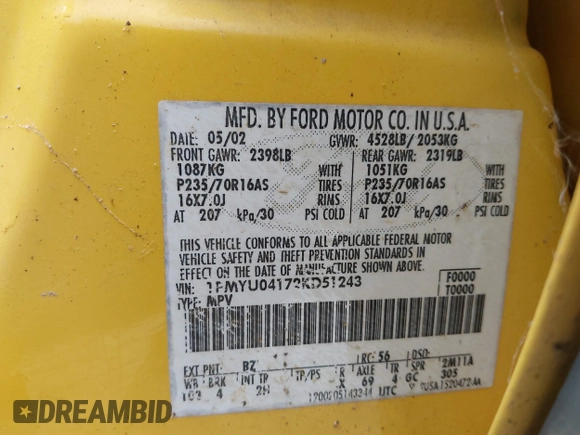 MFD. BY FORD MOTOR CO. IN U.S.A.
DATE: 05/02 GVWR: 4528LB/ 2053KG
FRONT GAWR: 2398LB REAR GAWR: 2319LB
1087KG WITH 1051KG WITH
P235/70R16AS TIRES P235/70R16AS TIRES
16X7.0J RIMS 16X7.0J RIMS
AT 207 kPa/30 PSI COLD AT 207 kPa/30 PSI COLD
THIS VEHICLE CONFORMS TO ALL APPLICABLE FEDERAL MOTOR
VEHICLE SAFETY AND THEFT PREVENTION STANDARDS IN
EFFECT ON THE DATE OF MANUFACTURE SHOWN ABOVE.
VIN: 1FMYU04172KD51243 F0000
TYPE: MPV T0000
EXT PNT: BZ RC: 56 DSO:
WB BRK INT TR TP/PS R AXLE TR SPR 2M11A
103 4 2H X 69 4 GC 305
UTC
DREAMBID DREAMBID